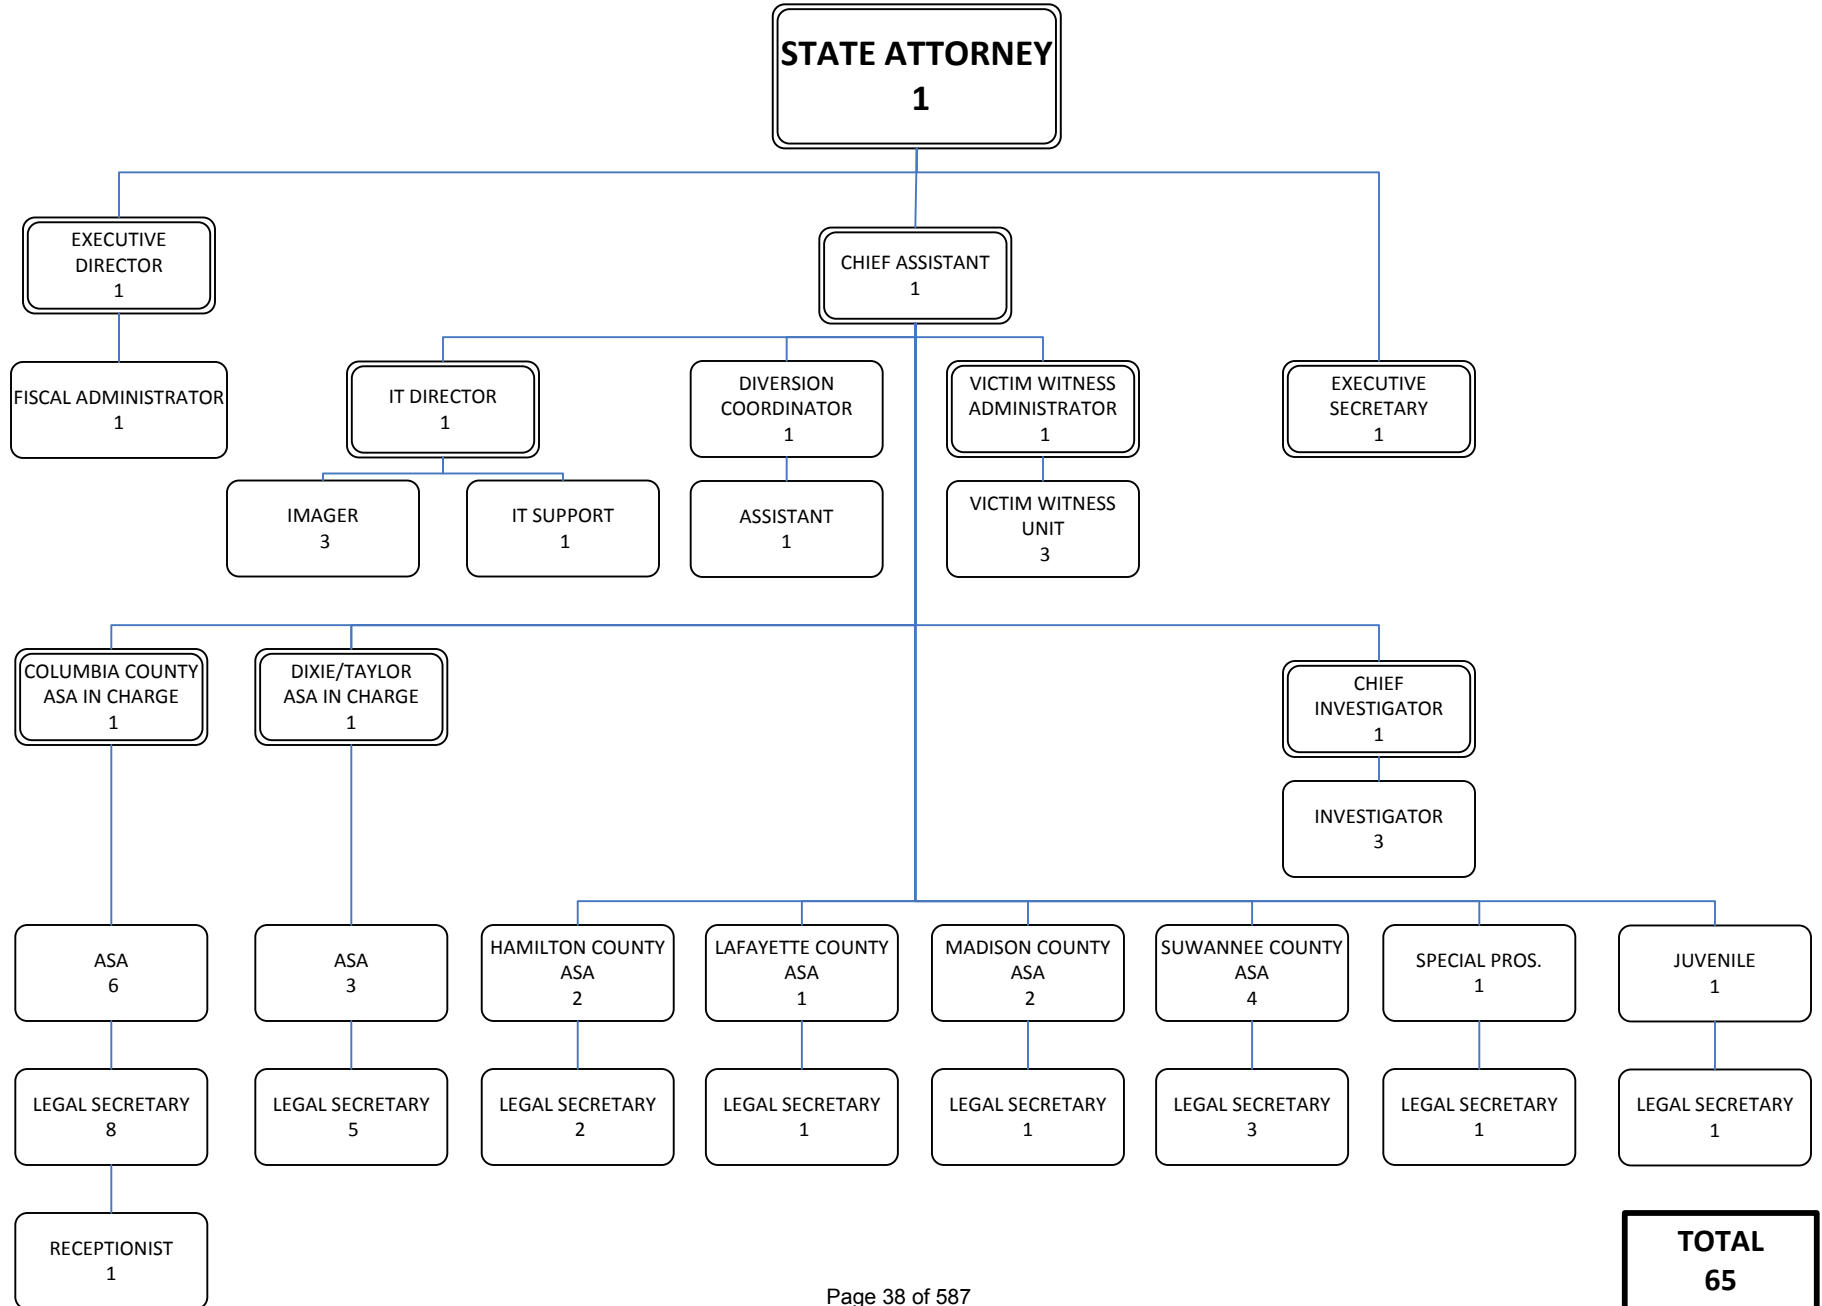 STATE ATTORNEY
1
EXECUTIVE
DIRECTOR
1
CHIEF ASSISTANT
1
FISCAL ADMINISTRATOR
1
IT DIRECTOR
1
DIVERSION
COORDINATOR
1
VICTIM WITNESS
ADMINISTRATOR
1
EXECUTIVE
SECRETARY
1
IMAGER
3
IT SUPPORT
1
ASSISTANT
1
VICTIM WITNESS
UNIT
3
COLUMBIA COUNTY
ASA IN CHARGE
1
DIXIE/TAYLOR
ASA IN CHARGE
1
CHIEF
INVESTIGATOR
1
INVESTIGATOR
3
ASA
6
ASA
3
HAMILTON COUNTY
ASA
2
LAFAYETTE COUNTY
ASA
1
MADISON COUNTY
ASA
2
SUWANNEE COUNTY
ASA
4
SPECIAL PROS.
1
JUVENILE
1
LEGAL SECRETARY
8
LEGAL SECRETARY
5
LEGAL SECRETARY
2
LEGAL SECRETARY
1
LEGAL SECRETARY
1
LEGAL SECRETARY
3
LEGAL SECRETARY
1
LEGAL SECRETARY
1
RECEPTIONIST
1
TOTAL
65
Page 38 of 587